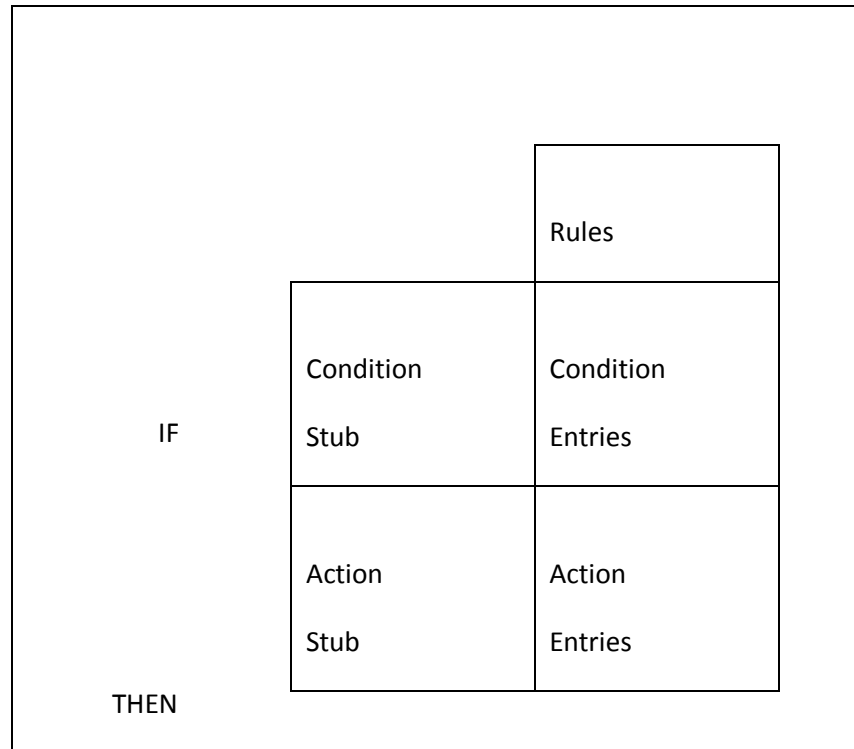 Rules
Condition
Condition
IF
Stub
Entries
Action
Action
Stub
Entries
THEN